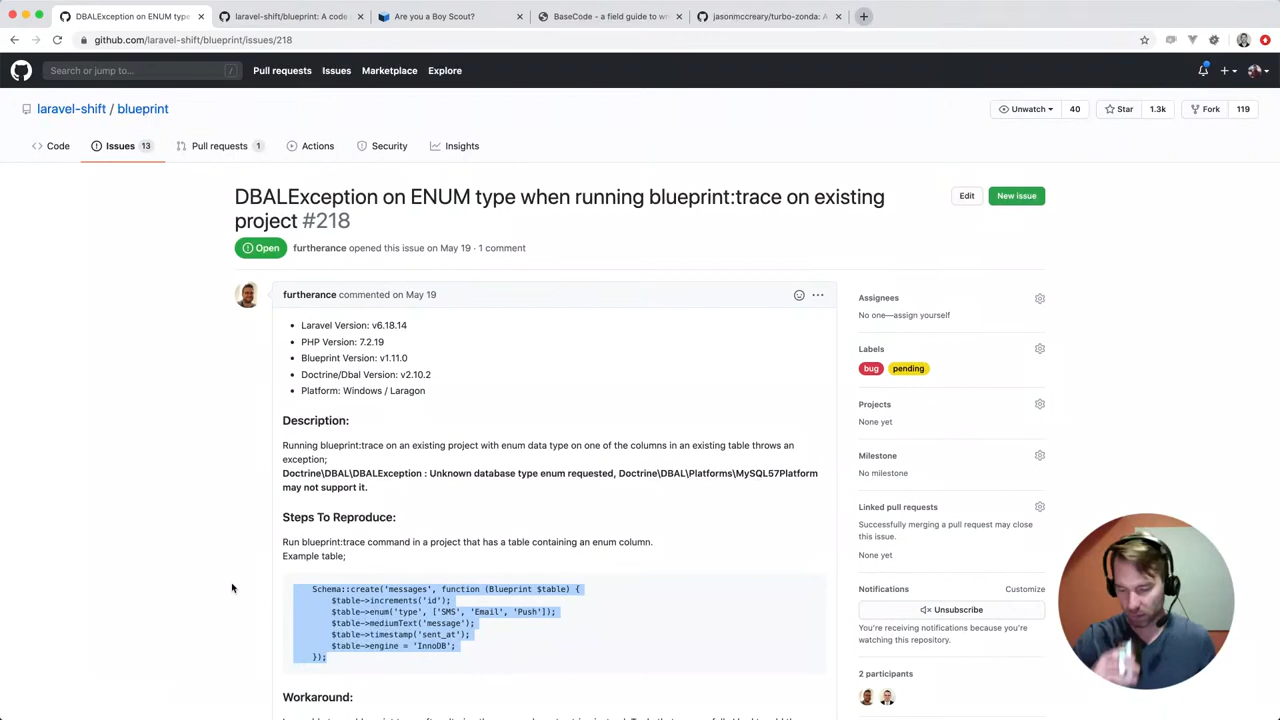 DBALException on ENUM type
laravel-shift/blueprint: A code
Are you a Boy Scout?
BaseCode - a field guide to wr
jasonmccreary/turbo-zonda: A
github.com/laravel-shift/blueprint/issues/218
Search or jump to...
/
Pull requests
Issues
Marketplace
Explore
laravel-shift / blueprint
Unwatch
40
Star
1.3k
Fork
119
Code
Issues 13
Pull requests 1
Actions
Security
Insights
DBALException on ENUM type when running blueprint:trace on existing
project #218
Edit
New issue
Open
furtherance opened this issue on May 19 · 1 comment
furtherance commented on May 19
• Laravel Version: v6.18.14
• PHP Version: 7.2.19
• Blueprint Version: v1.11.0
• Doctrine/Dbal Version: v2.10.2
• Platform: Windows / Laragon
Description:
Running blueprint:trace on an existing project with enum data type on one of the columns in an existing table throws an
exception;
Doctrine\DBAL\DBALException : Unknown database type enum requested, Doctrine\DBAL\Platforms\MySQL57Platform
may not support it.
Steps To Reproduce:
Run blueprint:trace command in a project that has a table containing an enum column.
Example table;
Schema::create('messages', function (Blueprint $table) {
$table->increments('id');
$table->enum('type', ['SMS', 'Email', 'Push']);
$table->mediumText('message');
$table->timestamp('sent_at');
$table->engine = 'InnoDB';
});
Workaround:
Assignees
No one—assign yourself
Labels
bug
pending
Projects
None yet
Milestone
No milestone
Linked pull requests
Successfully merging a pull request may close
this issue.
None yet
Notifications
Customize
Unsubscribe
You're receiving notifications because you're
watching this repository.
2 participants